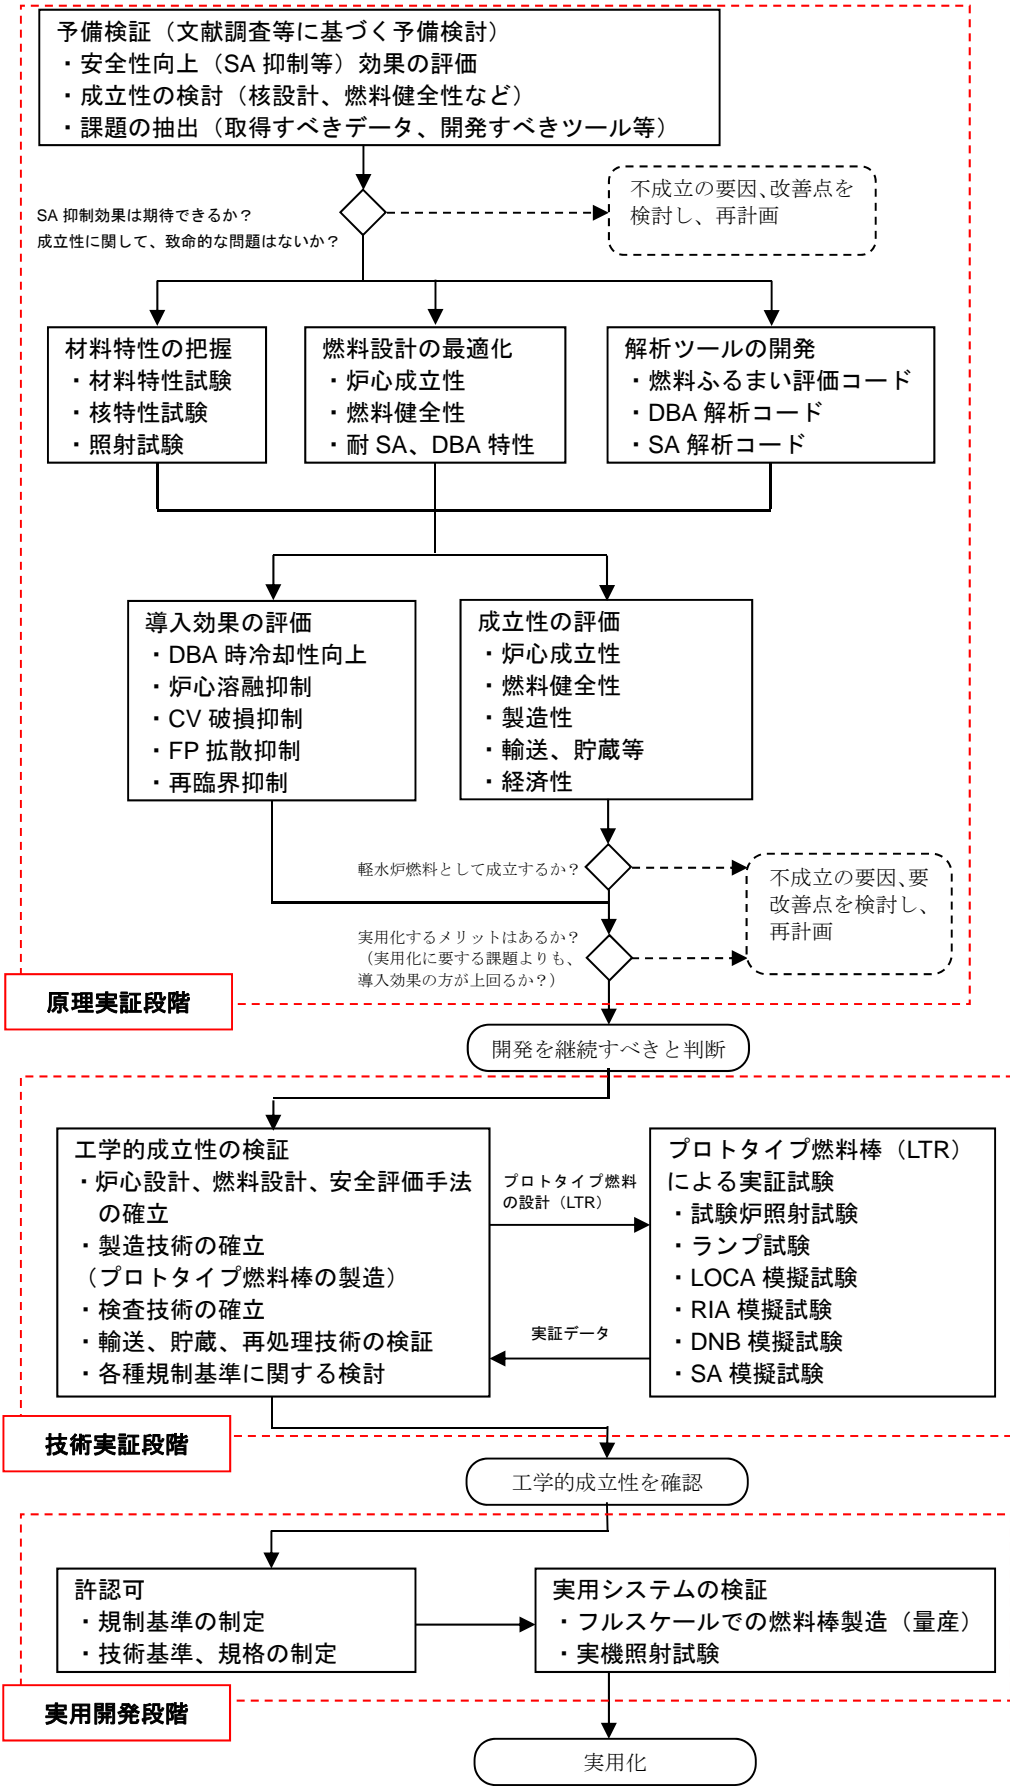 予備検証（文献調査等に基づく予備検討）
・安全性向上（SA 抑制等）効果の評価
・成立性の検討（核設計、燃料健全性など）
・課題の抽出（取得すべきデータ、開発すべきツール等）
SA 抑制効果は期待できるか？
成立性に関して、致命的な問題はないか？
不成立の要因、改善点を
検討し、再計画
材料特性の把握
・材料特性試験
・核特性試験
・照射試験
燃料設計の最適化
・炉心成立性
・燃料健全性
・耐 SA、DBA 特性
解析ツールの開発
・燃料ふるまい評価コード
・DBA 解析コード
・SA 解析コード
導入効果の評価
・DBA 時冷却性向上
・炉心溶融抑制
・CV 破損抑制
・FP 拡散抑制
・再臨界抑制
成立性の評価
・炉心成立性
・燃料健全性
・製造性
・輸送、貯蔵等
・経済性
軽水炉燃料として成立するか？
不成立の要因、要
改善点を検討し、
再計画
実用化するメリットはあるか？
（実用化に要する課題よりも、
導入効果の方が上回るか？）
原理実証段階
開発を継続すべきと判断
工学的成立性の検証
・炉心設計、燃料設計、安全評価手法
の確立
・製造技術の確立
（プロトタイプ燃料棒の製造）
・検査技術の確立
・輸送、貯蔵、再処理技術の検証
・各種規制基準に関する検討
プロトタイプ燃料
の設計（LTR）
実証データ
プロトタイプ燃料棒（LTR）
による実証試験
・試験炉照射試験
・ランプ試験
・LOCA 模擬試験
・RIA 模擬試験
・DNB 模擬試験
・SA 模擬試験
技術実証段階
工学的成立性を確認
許認可
・規制基準の制定
・技術基準、規格の制定
実用システムの検証
・フルスケールでの燃料棒製造（量産）
・実機照射試験
実用開発段階
実用化